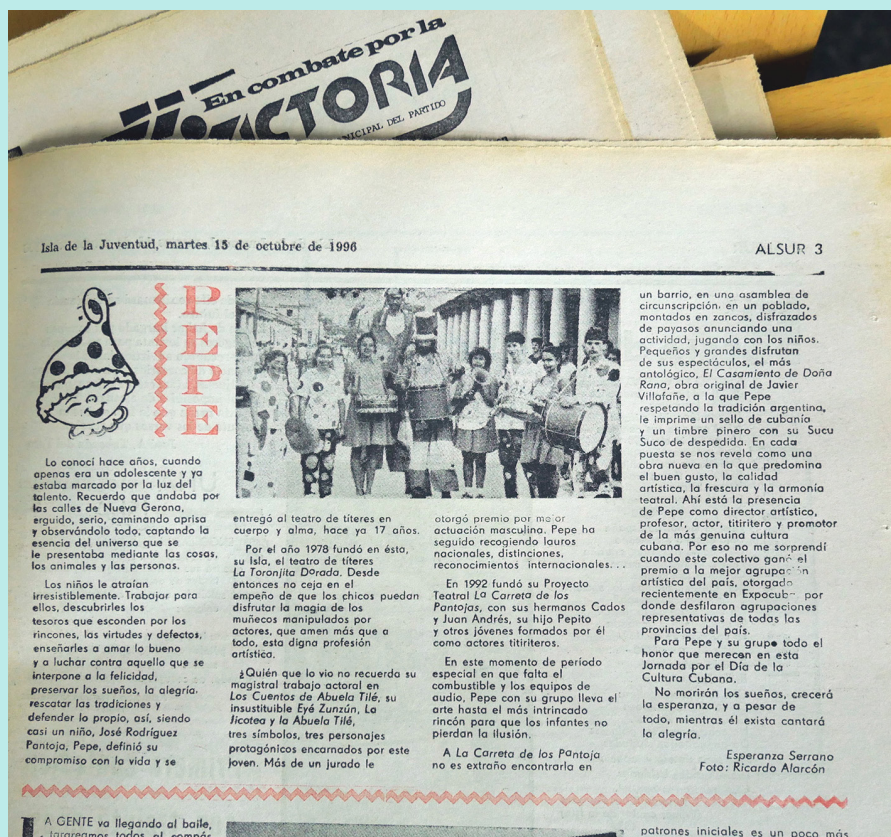 En combate por la
VICTORIA
NICIPAL DEL PARTIDO
Isla de la Juventud, martes 15 de octubre de 1996
ALSUR 3
PEPE
Lo conocí hace años, cuando
apenas era un adolescente y ya
estaba marcado por la luz del
talento. Recuerdo que andaba por
las calles de Nueva Gerona,
erguido, serio, caminando aprisa
y observándolo todo, captando la
esencia del universo que se
le presentaba mediante las cosas,
los animales y las personas.
Los niños le atraían
irresistiblemente. Trabajar para
ellos, descubrirles los
tesoros que esconden por los
rincones, las virtudes y defectos,
enseñarles a amar lo bueno
y a luchar contra aquello que se
interpone a la felicidad,
preservar los sueños, la alegría,
rescatar las tradiciones y
defender lo propio, así, siendo
casi un niño, José Rodríguez
Pantoja, Pepe, definió su
compromiso con la vida y se
entregó al teatro de títeres en
cuerpo y alma, hace ya 17 años.
Por el año 1978 fundó en ésta,
su Isla, el teatro de títeres
La Toronjita Dorada. Desde
entonces no ceja en el
empeño de que los chicos puedan
disfrutar la magia de los
muñecos manipulados por
actores, que amen más que a
todo, esta digna profesión
artística.
¿Quién que lo vio no recuerda su
magistral trabajo actoral en
Los Cuentos de Abuela Tilé, su
insustituible Eyé Zunzún, La
Jicotea y la Abuela Tilé,
tres símbolos, tres personajes
protagónicos encarnados por este
joven. Más de un jurado le
otorgó premio por mejor
actuación masculina. Pepe ha
seguido recogiendo lauros
nacionales, distinciones,
reconocimientos internacionales...
En 1992 fundó su Proyecto
Teatral La Carreta de los
Pantojas, con sus hermanos Cados
y Juan Andrés, su hijo Pepito
y otros jóvenes formados por él
como actores titiriteros.
En este momento de período
especial en que falta el
combustible y los equipos de
audio, Pepe con su grupo lleva el
arte hasta el más intrincado
rincón para que los infantes no
pierdan la ilusión.
A La Carreta de los Pantoja
no es extraño encontrarla en
un barrio, en una asamblea de
circunscripción, en un poblado,
montados en zancos, disfrazados
de payasos anunciando una
actividad, jugando con los niños.
Pequeños y grandes disfrutan
de sus espectáculos, el más
antológico, El Casamiento de Doña
Rana, obra original de Javier
Villafañe, a la que Pepe
respetando la tradición argentina,
le imprime un sello de cubanía
y un timbre pinero con su Sucu
Suco de despedida. En cada
puesta se nos revela como una
obra nueva en la que predomina
el buen gusto, la calidad
artística, la frescura y la armonía
teatral. Ahí está la presencia
de Pepe como director artístico,
profesor, actor, titiritero y promotor
de la más genuina cultura
cubana. Por eso no me sorprendí
cuando este colectivo ganó el
premio a la mejor agrupación
artística del país, otorgado
recientemente en Expocuba por
donde desfilaron agrupaciones
representativas de todas las
provincias del país.
Para Pepe y su grupo todo el
honor que merecen en esta
Jornada por el Día de la
Cultura Cubana.
No morirán los sueños, crecerá
la esperanza, y a pesar de
todo, mientras él exista cantará
la alegría.
Esperanza Serrano
Foto: Ricardo Alarcón
A GENTE va llegando al baile,
patrones iniciales es un poco más